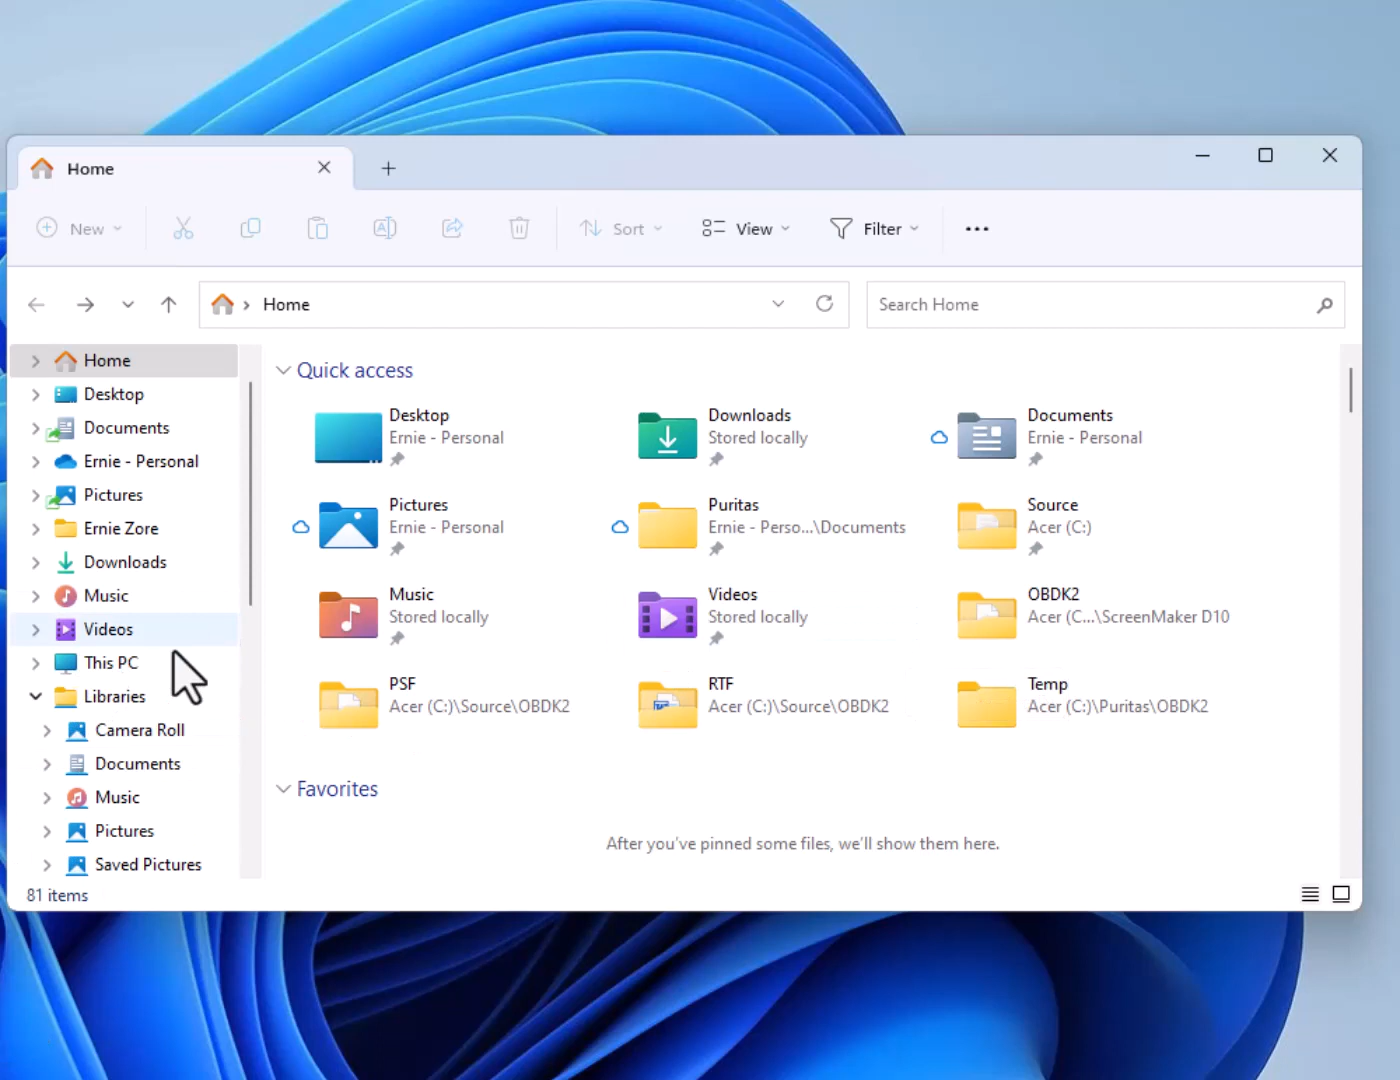 Home
New
Sort
View
Filter
Home
Search Home
Home
Desktop
Documents
Ernie - Personal
Pictures
Ernie Zore
Downloads
Music
Videos
This PC
Libraries
Camera Roll
Documents
Music
Pictures
Saved Pictures
Quick access
Desktop
Ernie - Personal
Downloads
Stored locally
Documents
Ernie - Personal
Pictures
Ernie - Personal
Puritas
Ernie - Perso...\Documents
Source
Acer (C:)
Music
Stored locally
Videos
Stored locally
OBDK2
Acer (C...\ScreenMaker D10
PSF
Acer (C:)\Source\OBDK2
RTF
Acer (C:)\Source\OBDK2
Temp
Acer (C:)\Puritas\OBDK2
Favorites
After you've pinned some files, we'll show them here.
81 items